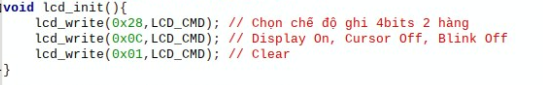 void lcd_init(){
lcd_write(0x28,LCD_CMD); // Chọn chế độ ghi 4bits 2 hàng
lcd_write(0x0C,LCD_CMD); // Display On, Cursor Off, Blink Off
lcd_write(0x01,LCD_CMD); // Clear
}